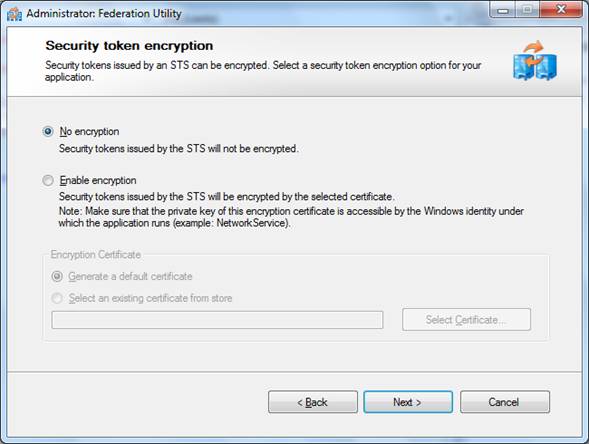 Administrator: Federation Utility
Security token encryption
Security tokens issued by an STS can be encrypted. Select a security token encryption option for your
application.
No encryption
Security tokens issued by the STS will not be encrypted.
Enable encryption
Security tokens issued by the STS will be encrypted by the selected certificate.
Note: Make sure that the private key of this encryption certificate is accessible by the Windows identity under
which the application runs (example: NetworkService).
Encryption Certificate
Generate a default certificate
Select an existing certificate from store
Select Certificate...
< Back
Next >
Cancel